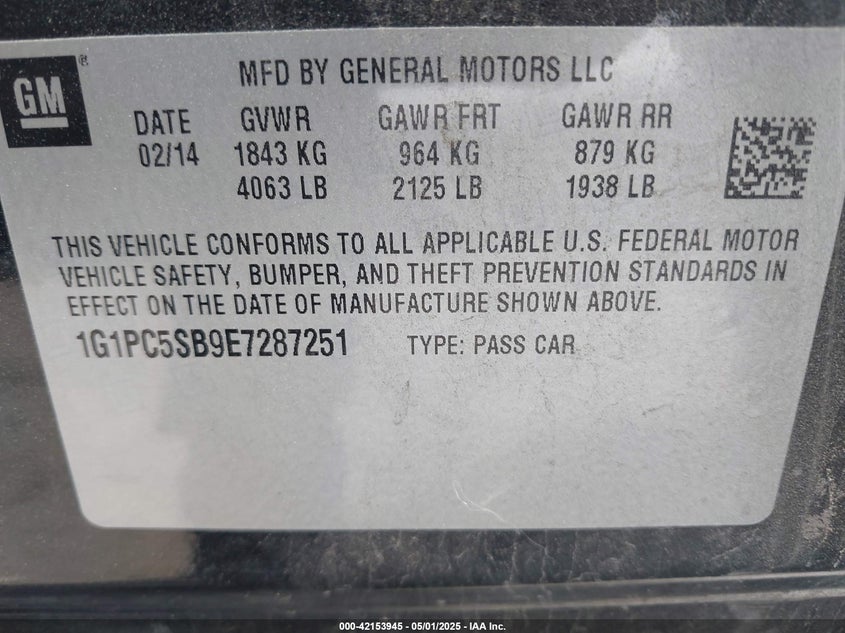 GM®
MFD BY GENERAL MOTORS LLC
DATE GVWR GAWR FRT GAWR RR
02/14 1843 KG 964 KG 879 KG
4063 LB 2125 LB 1938 LB
THIS VEHICLE CONFORMS TO ALL APPLICABLE U.S. FEDERAL MOTOR
VEHICLE SAFETY, BUMPER, AND THEFT PREVENTION STANDARDS IN
EFFECT ON THE DATE OF MANUFACTURE SHOWN ABOVE.
1G1PC5SB9E7287251 TYPE: PASS CAR
000-42153945 - 05/01/2025 - IAA Inc.